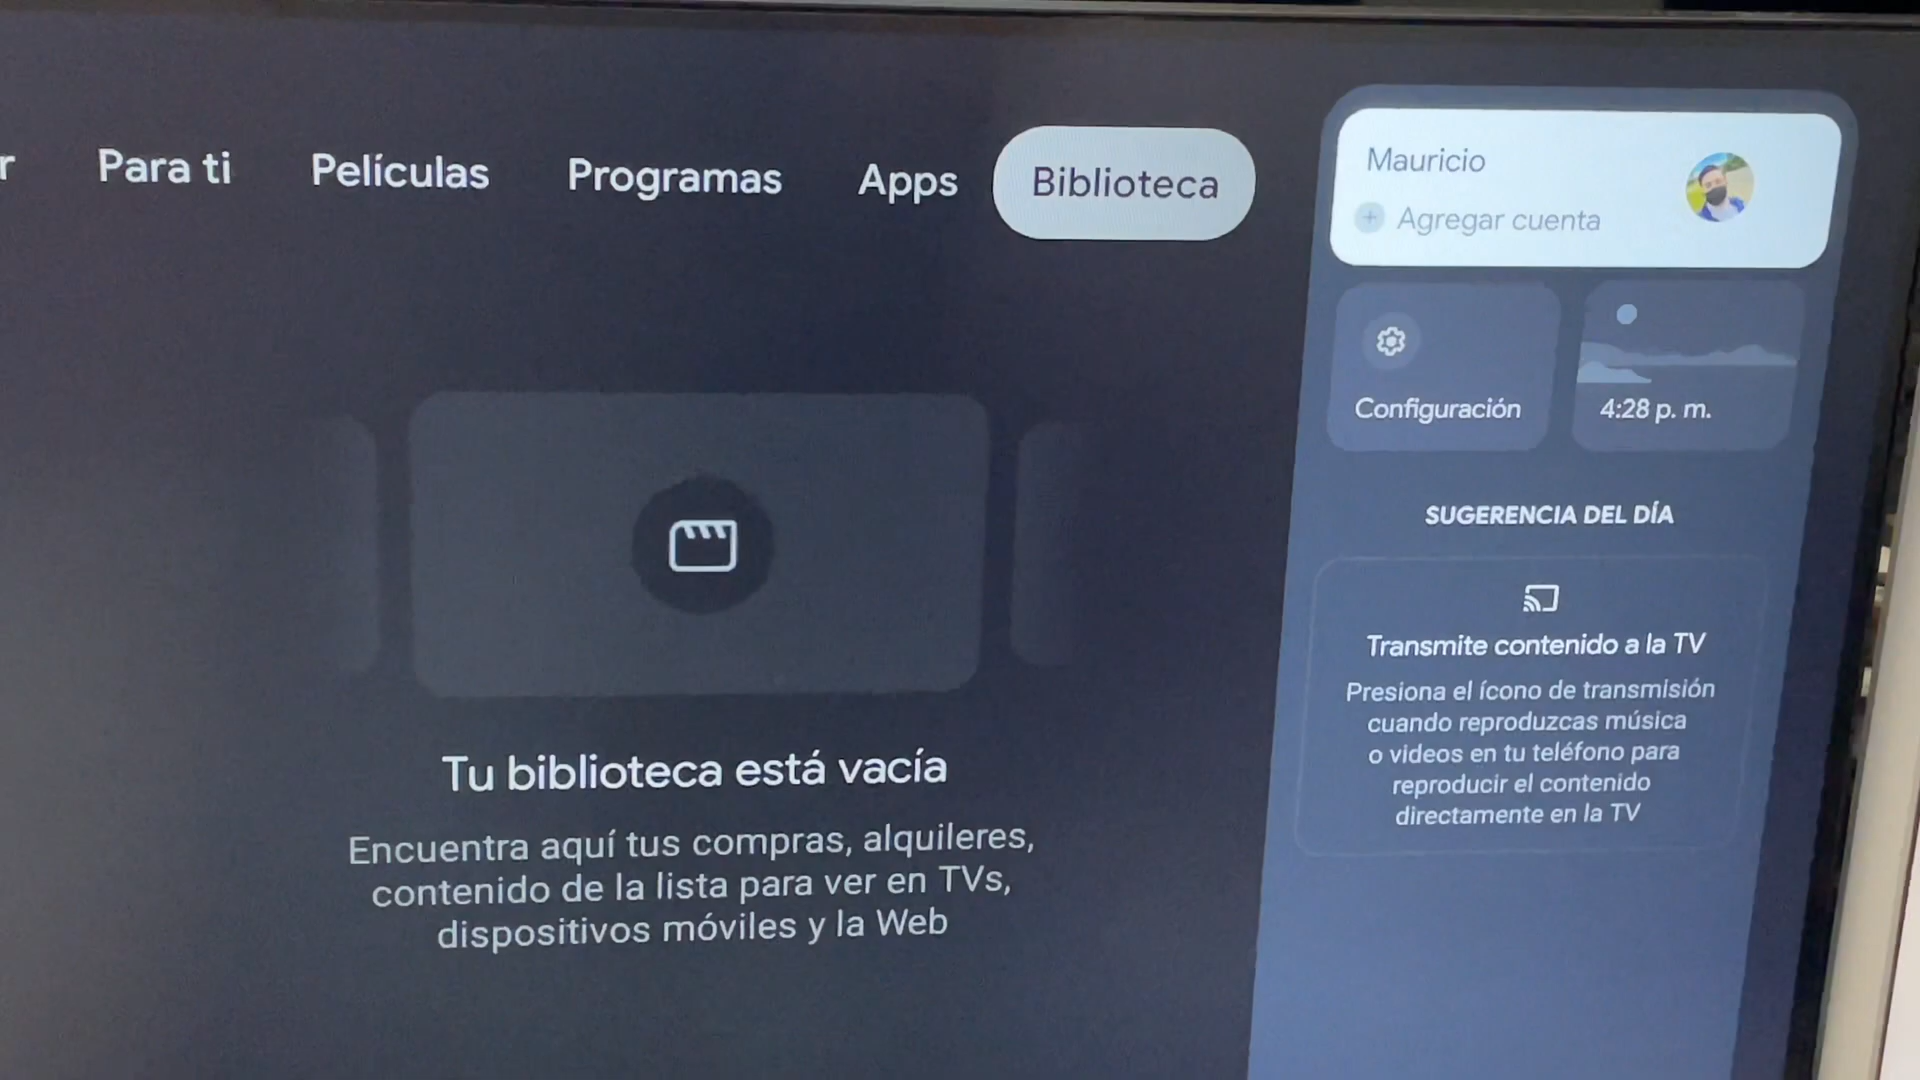 r
Para ti
Películas
Programas
Apps
Biblioteca
Mauricio
+ Agregar cuenta
Configuración
4:28 p. m.
SUGERENCIA DEL DÍA
Transmite contenido a la TV
Presiona el ícono de transmisión
cuando reproduzcas música
o videos en tu teléfono para
reproducir el contenido
directamente en la TV
Tu biblioteca está vacía
Encuentra aquí tus compras, alquileres,
contenido de la lista para ver en TVs,
dispositivos móviles y la Web